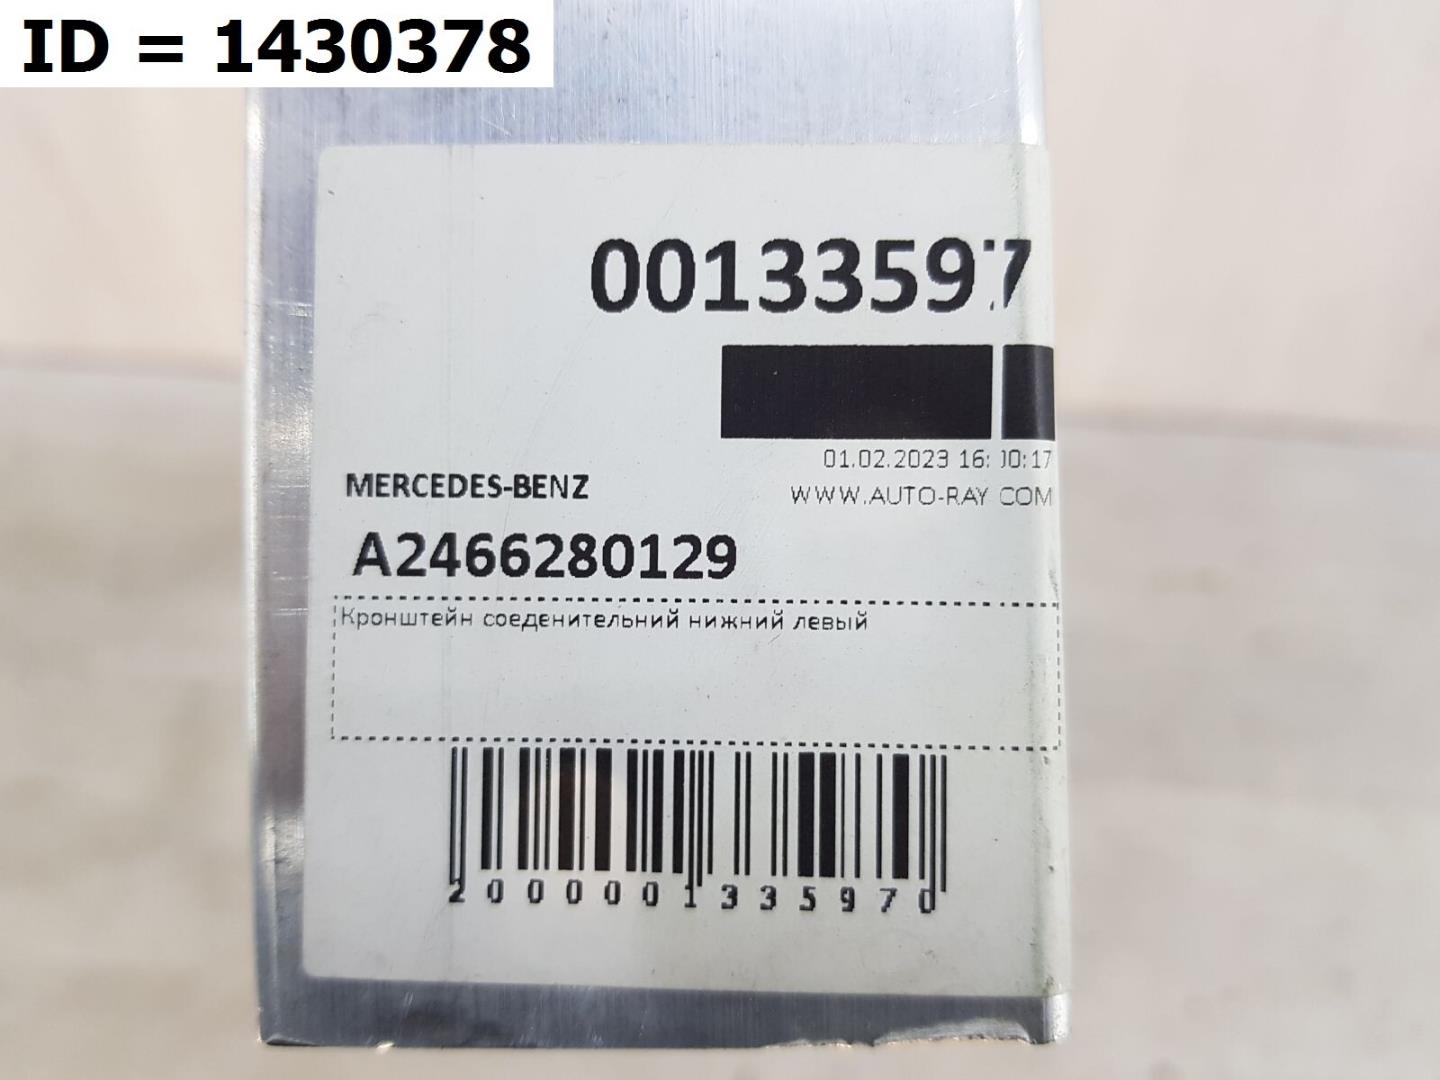 ID = 1430378
00133597
01.02.2023 16:00:17
MERCEDES-BENZ
WWW.AUTO-RAY.COM
A2466280129
Кронштейн соеденительний нижний левый
2000001335970